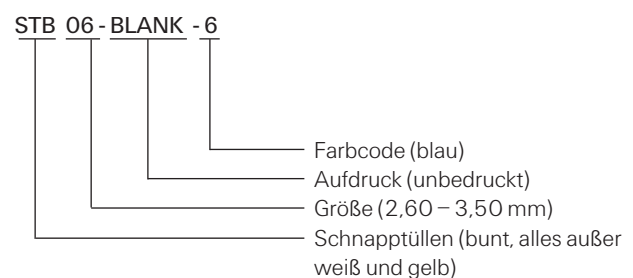 STB 06 - BLANK - 6
Farbcode (blau)
Aufdruck (unbedruckt)
Größe (2,60 – 3,50 mm)
Schnapptüllen (bunt, alles außer
weiß und gelb)